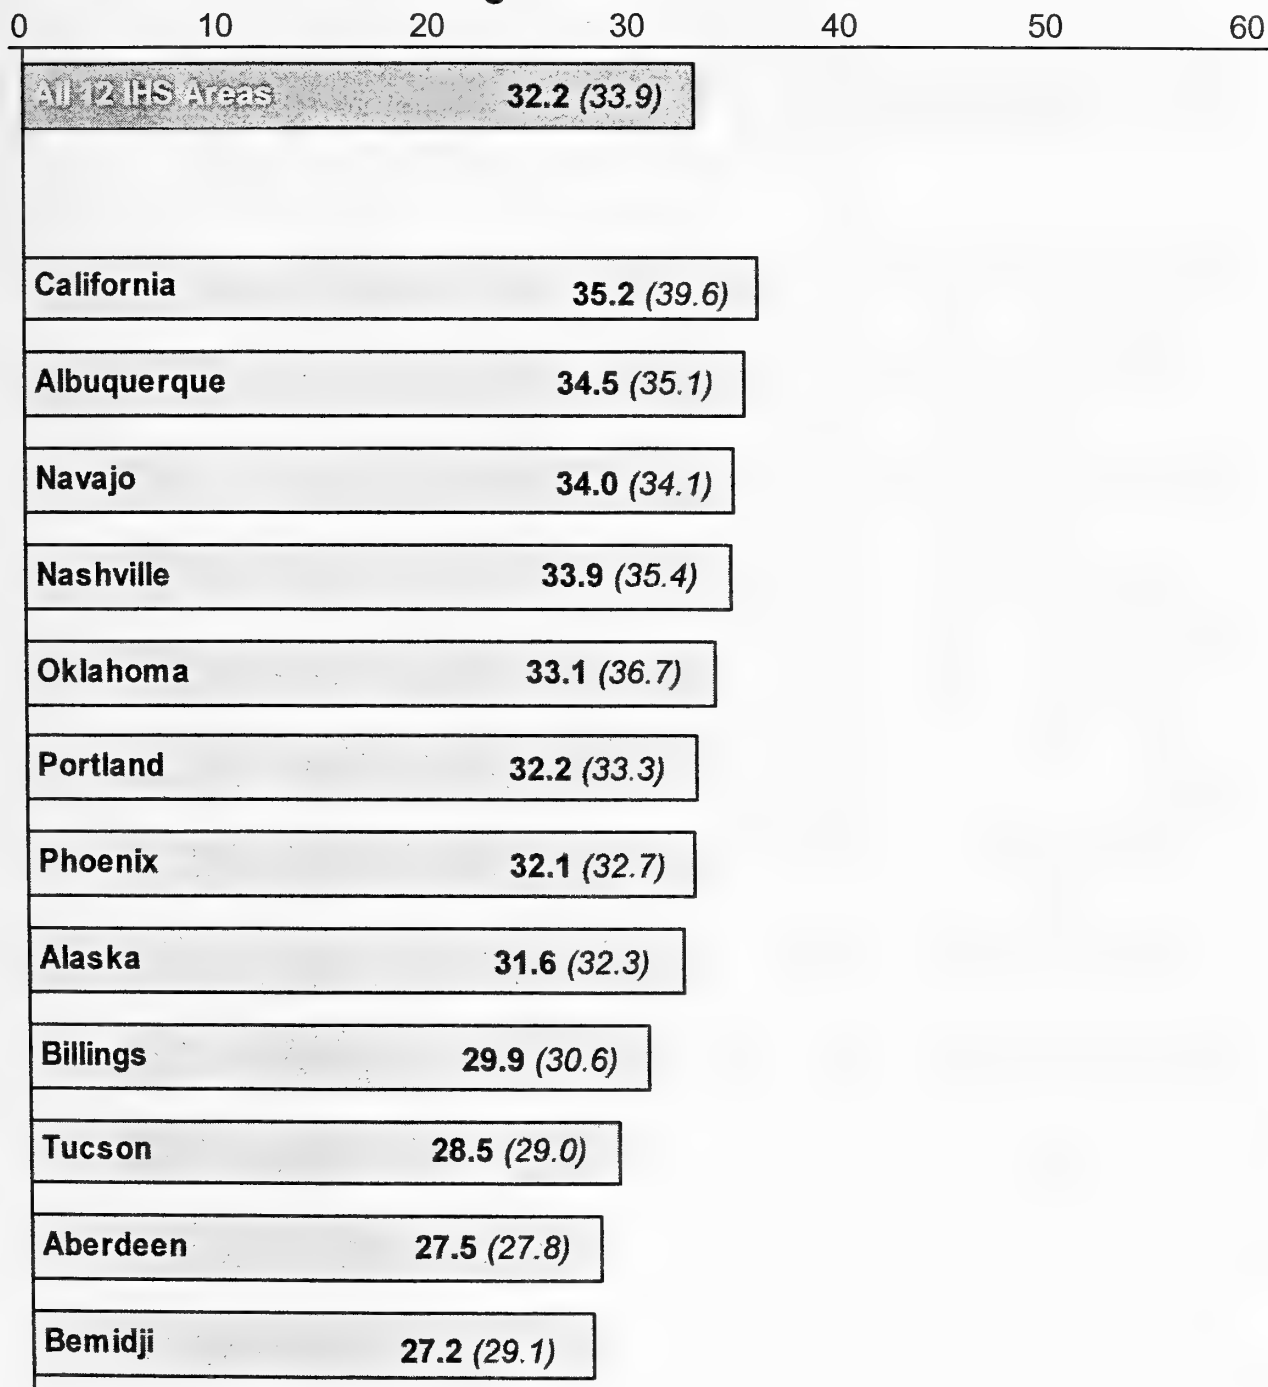 0 10 20 30 40 50 60
All 12 IHS Areas 32.2 (33.9)
California 35.2 (39.6)
Albuquerque 34.5 (35.1)
Navajo 34.0 (34.1)
Nashville 33.9 (35.4)
Oklahoma 33.1 (36.7)
Portland 32.2 (33.3)
Phoenix 32.1 (32.7)
Alaska 31.6 (32.3)
Billings 29.9 (30.6)
Tucson 28.5 (29.0)
Aberdeen 27.5 (27.8)
Bemidji 27.2 (29.1)